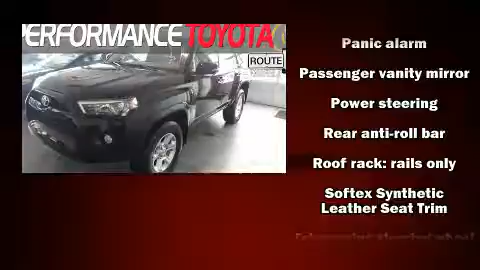 PERFORMANCE TOYOTA
ROUTE
Panic alarm
Passenger vanity mirror
Power steering
Rear anti-roll bar
Roof rack: rails only
Softex Synthetic
Leather Seat Trim